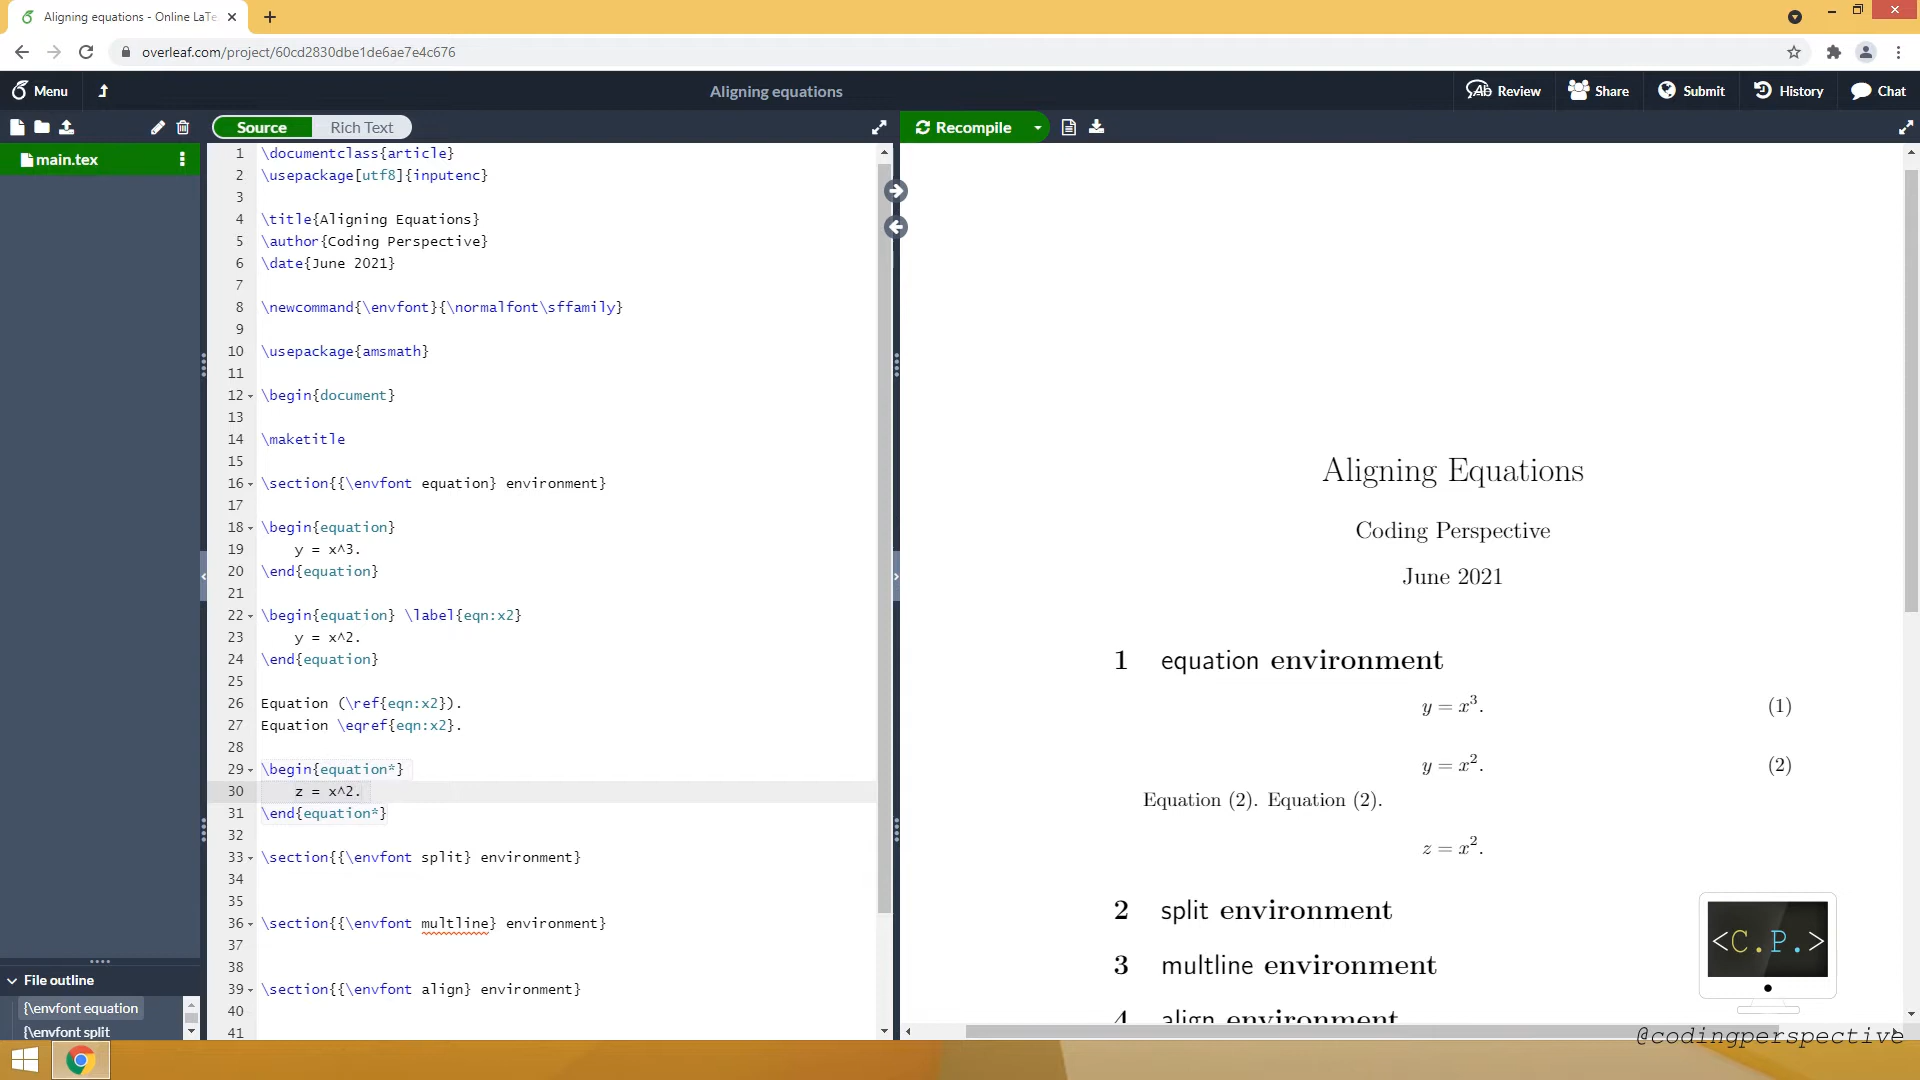 Aligning equations - Online LaTe
overleaf.com/project/60cd2830dbe1de6ae7e4c676
Menu
Aligning equations
Review
Share
Submit
History
Chat
Source
Rich Text
Recompile
main.tex
1 \documentclass{article}
2 \usepackage[utf8]{inputenc}
3
4 \title{Aligning Equations}
5 \author{Coding Perspective}
6 \date{June 2021}
7
8 \newcommand{\envfont}{\normalfont\sffamily}
9
10 \usepackage{amsmath}
11
12 \begin{document}
13
14 \maketitle
15
16 \section{{\envfont equation} environment}
17
18 \begin{equation}
19 y = x^3.
20 \end{equation}
21
22 \begin{equation} \label{eqn:x2}
23 y = x^2.
24 \end{equation}
25
26 Equation (\ref{eqn:x2}).
27 Equation \eqref{eqn:x2}.
28
29 \begin{equation*}
30 z = x^2.
31 \end{equation*}
32
33 \section{{\envfont split} environment}
34
35
36 \section{{\envfont multline} environment}
37
38
39 \section{{\envfont align} environment}
40
41
File outline
{\envfont equation
{\envfont split
Aligning Equations
Coding Perspective
June 2021
1 equation environment
y = x³. (1)
y = x². (2)
Equation (2). Equation (2).
z = x².
2 split environment
3 multline environment
4 align environment
<C.P.>
@codingperspective